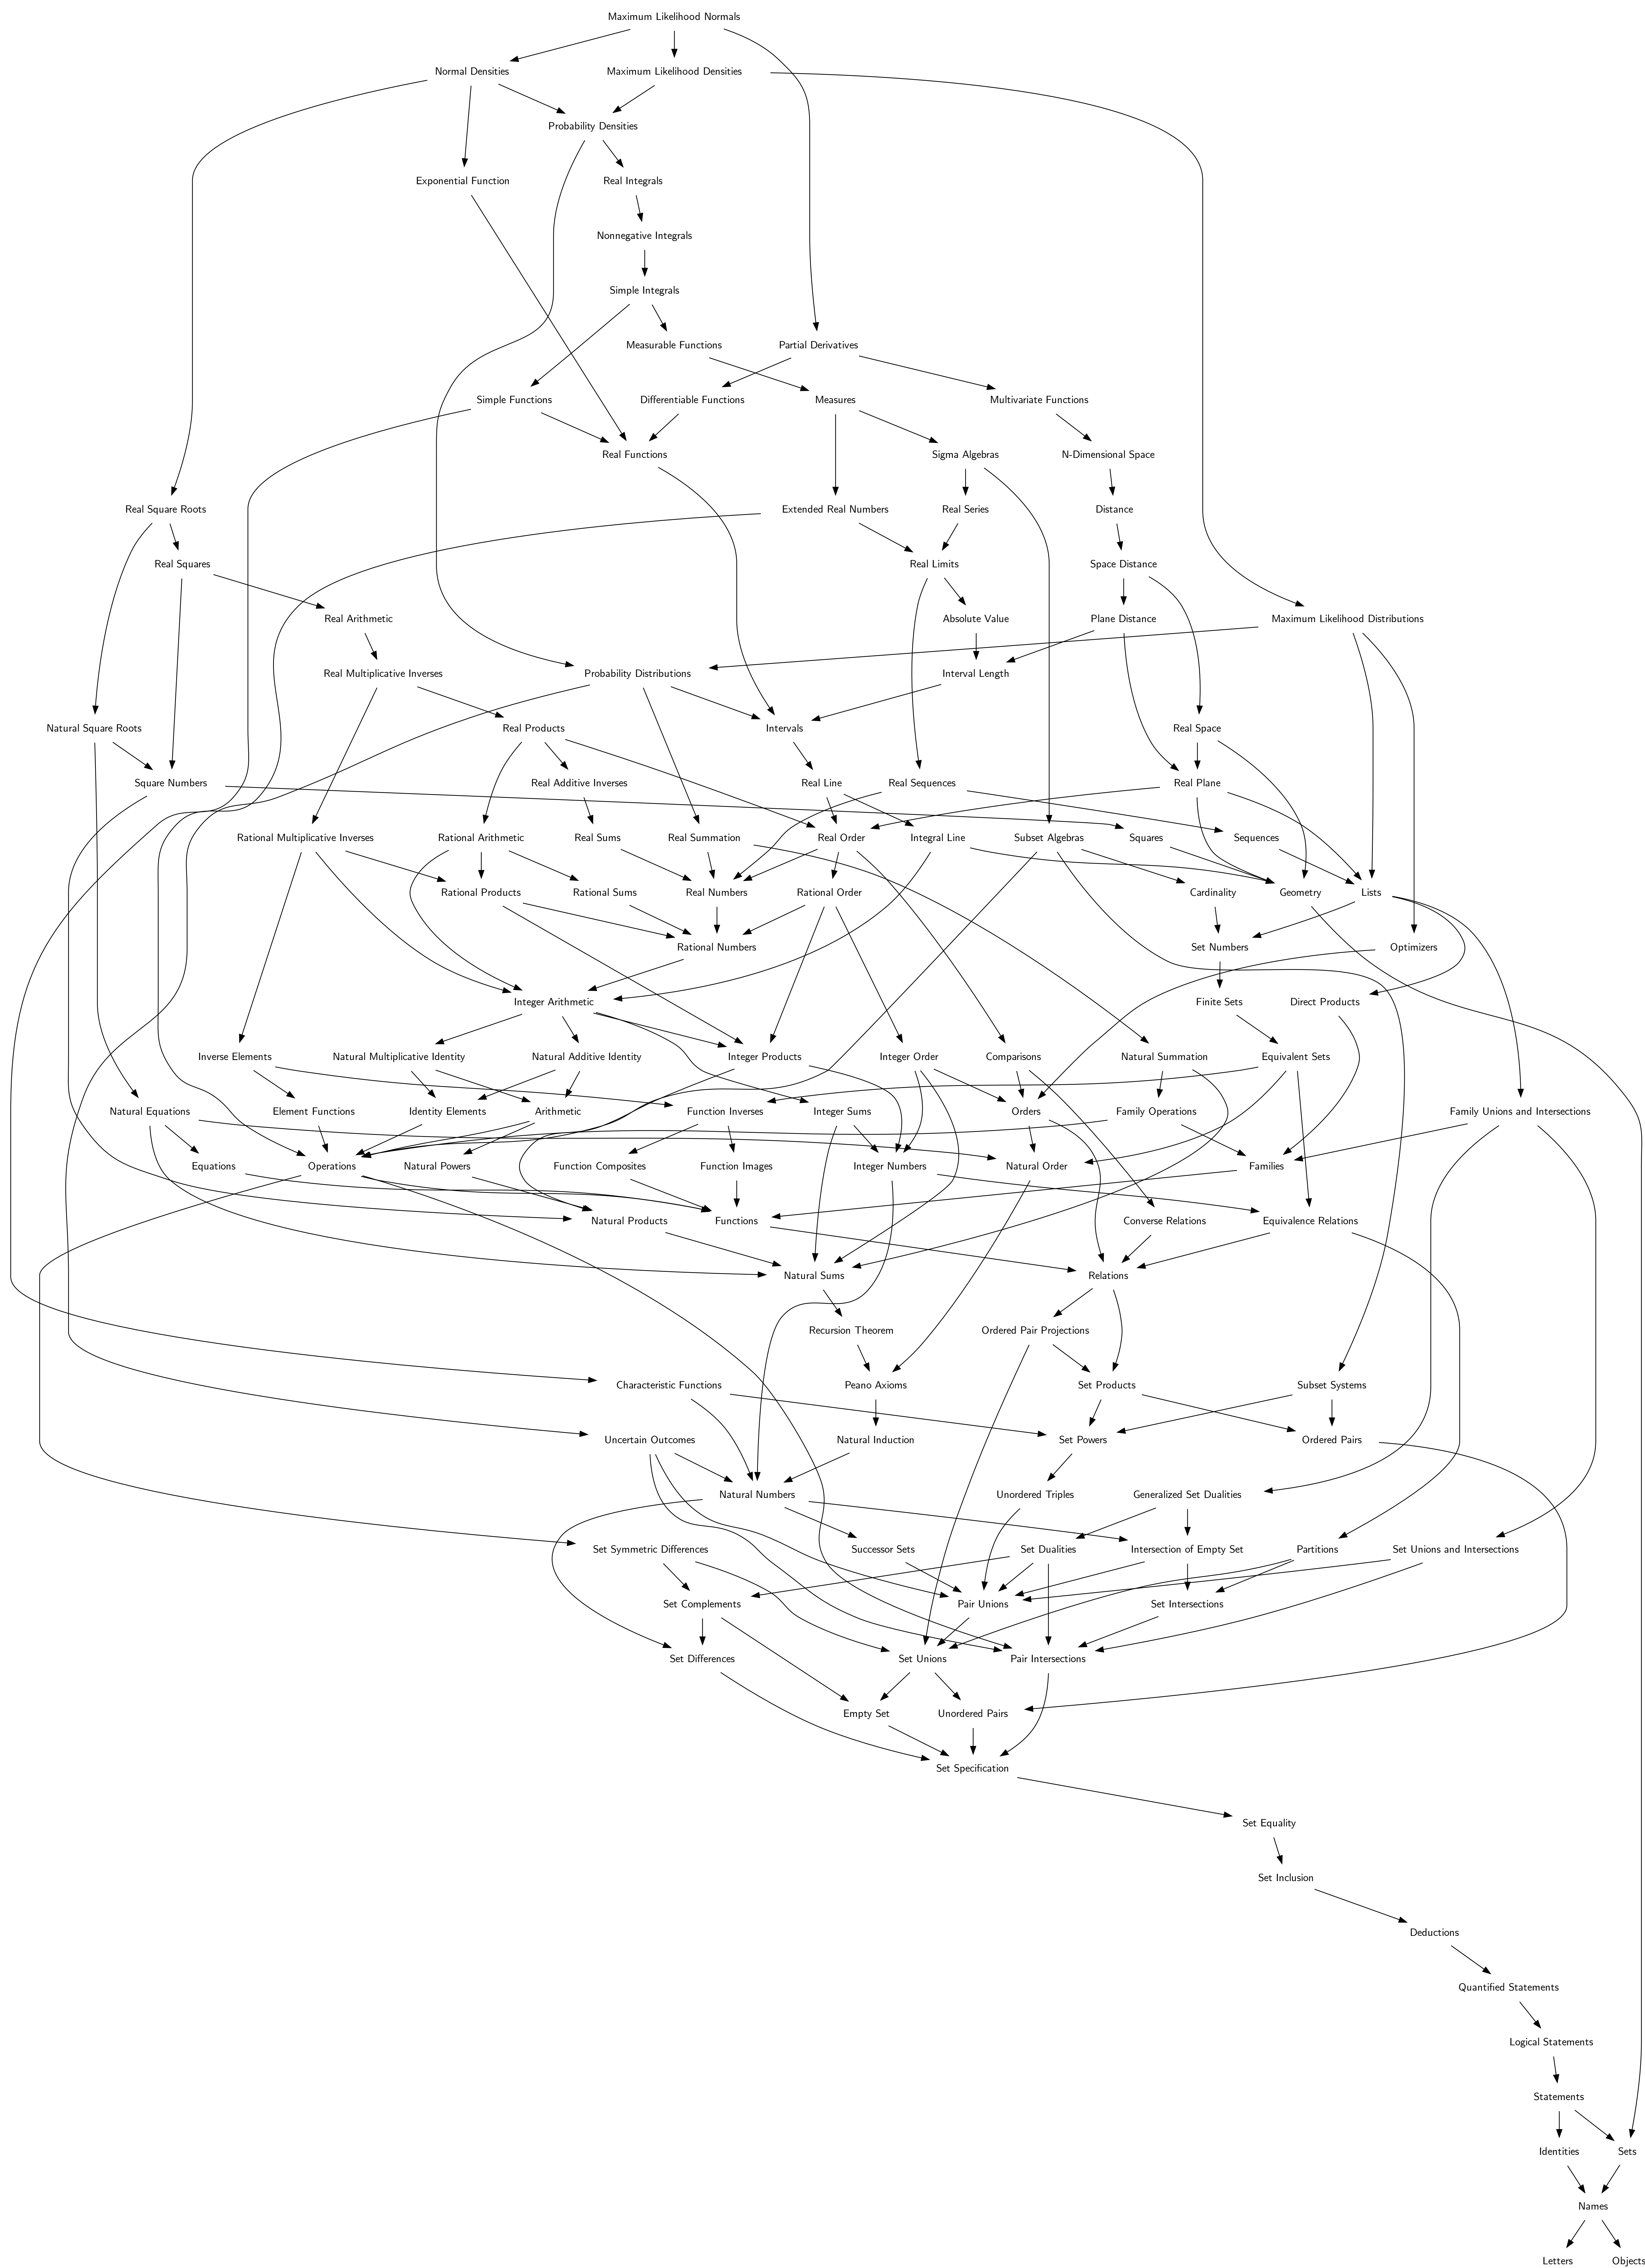 Maximum Likelihood Normals
Normal Densities
Maximum Likelihood Densities
Probability Densities
Exponential Function
Real Integrals
Nonnegative Integrals
Simple Integrals
Measurable Functions
Partial Derivatives
Simple Functions
Differentiable Functions
Measures
Multivariate Functions
Real Functions
Sigma Algebras
N-Dimensional Space
Real Square Roots
Extended Real Numbers
Real Series
Distance
Real Squares
Real Limits
Space Distance
Real Arithmetic
Absolute Value
Plane Distance
Maximum Likelihood Distributions
Real Multiplicative Inverses
Probability Distributions
Interval Length
Natural Square Roots
Real Products
Intervals
Real Space
Square Numbers
Real Additive Inverses
Real Line
Real Sequences
Real Plane
Rational Multiplicative Inverses
Rational Arithmetic
Real Sums
Real Summation
Real Order
Integral Line
Subset Algebras
Squares
Sequences
Rational Products
Rational Sums
Real Numbers
Rational Order
Cardinality
Geometry
Lists
Rational Numbers
Set Numbers
Optimizers
Integer Arithmetic
Finite Sets
Direct Products
Inverse Elements
Natural Multiplicative Identity
Natural Additive Identity
Integer Products
Integer Order
Comparisons
Natural Summation
Equivalent Sets
Natural Equations
Element Functions
Identity Elements
Arithmetic
Function Inverses
Integer Sums
Orders
Family Operations
Family Unions and Intersections
Equations
Operations
Natural Powers
Function Composites
Function Images
Integer Numbers
Natural Order
Families
Natural Products
Functions
Converse Relations
Equivalence Relations
Natural Sums
Relations
Recursion Theorem
Ordered Pair Projections
Characteristic Functions
Peano Axioms
Set Products
Subset Systems
Uncertain Outcomes
Natural Induction
Set Powers
Ordered Pairs
Natural Numbers
Unordered Triples
Generalized Set Dualities
Set Symmetric Differences
Successor Sets
Set Dualities
Intersection of Empty Set
Partitions
Set Unions and Intersections
Set Complements
Pair Unions
Set Intersections
Set Differences
Set Unions
Pair Intersections
Empty Set
Unordered Pairs
Set Specification
Set Equality
Set Inclusion
Deductions
Quantified Statements
Logical Statements
Statements
Identities
Sets
Names
Letters
Objects